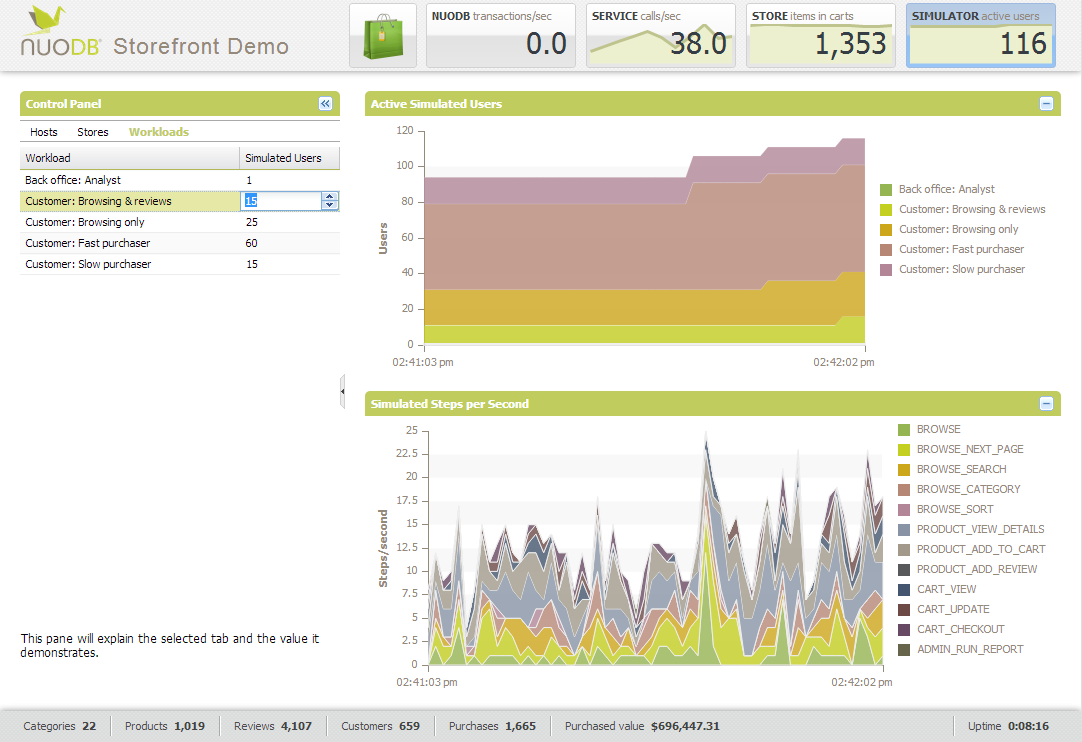 NUODB Storefront Demo
NUODB transactions/sec
0.0
SERVICE calls/sec
38.0
STORE items in carts
1,353
SIMULATOR active users
116
Control Panel
Hosts Stores Workloads
Workload Simulated Users
Back office: Analyst 1
Customer: Browsing & reviews 15
Customer: Browsing only 25
Customer: Fast purchaser 60
Customer: Slow purchaser 15
This pane will explain the selected tab and the value it
demonstrates.
Active Simulated Users
120
100
80
60
40
20
0
Users
02:41:03 pm 02:42:02 pm
Back office: Analyst
Customer: Browsing & reviews
Customer: Browsing only
Customer: Fast purchaser
Customer: Slow purchaser
Simulated Steps per Second
25
22.5
20
17.5
15
12.5
10
7.5
5
2.5
0
Steps/second
02:41:03 pm 02:42:02 pm
BROWSE
BROWSE_NEXT_PAGE
BROWSE_SEARCH
BROWSE_CATEGORY
BROWSE_SORT
PRODUCT_VIEW_DETAILS
PRODUCT_ADD_TO_CART
PRODUCT_ADD_REVIEW
CART_VIEW
CART_UPDATE
CART_CHECKOUT
ADMIN_RUN_REPORT
Categories 22 Products 1,019 Reviews 4,107 Customers 659 Purchases 1,665 Purchased value $696,447.31 Uptime 0:08:16